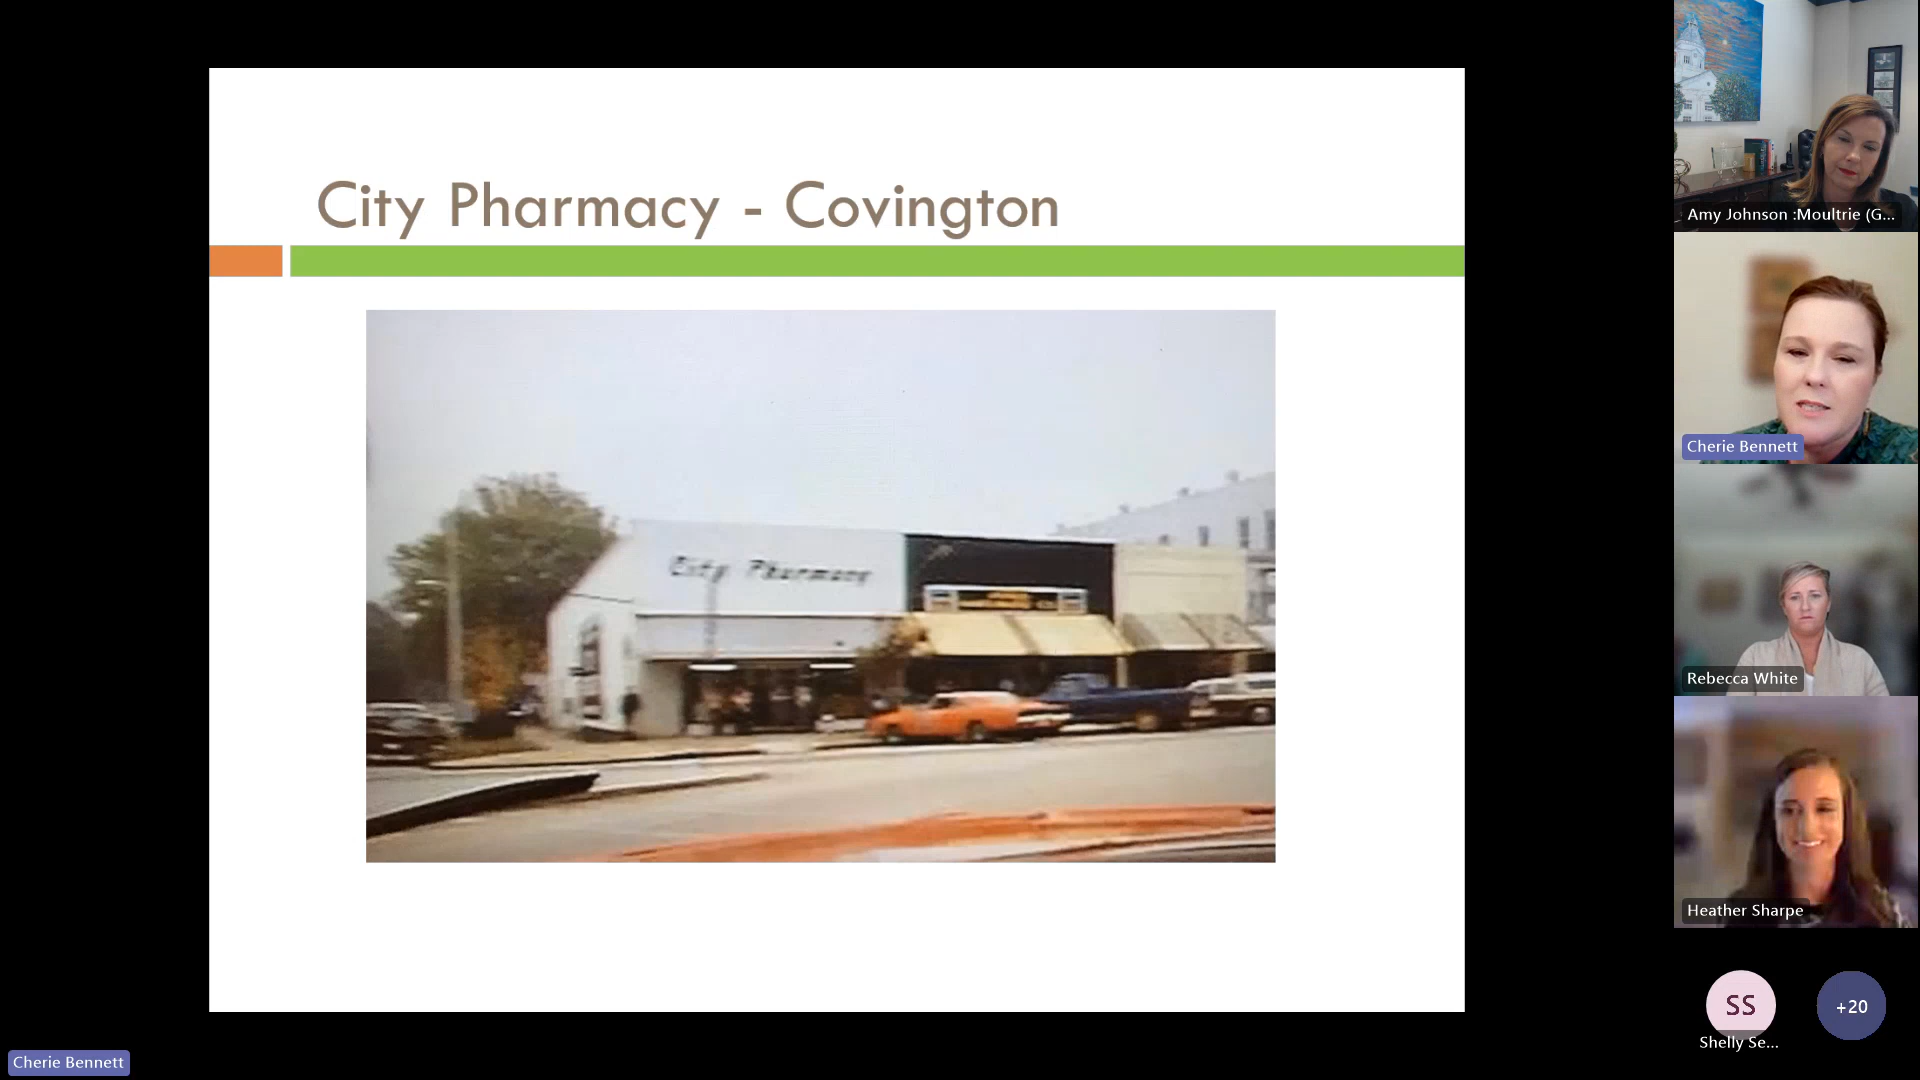 City Pharmacy - Covington
City Pharmacy
Amy Johnson :Moultrie (G...
Cherie Bennett
Rebecca White
Heather Sharpe
SS
+20
Shelly Se...
Cherie Bennett